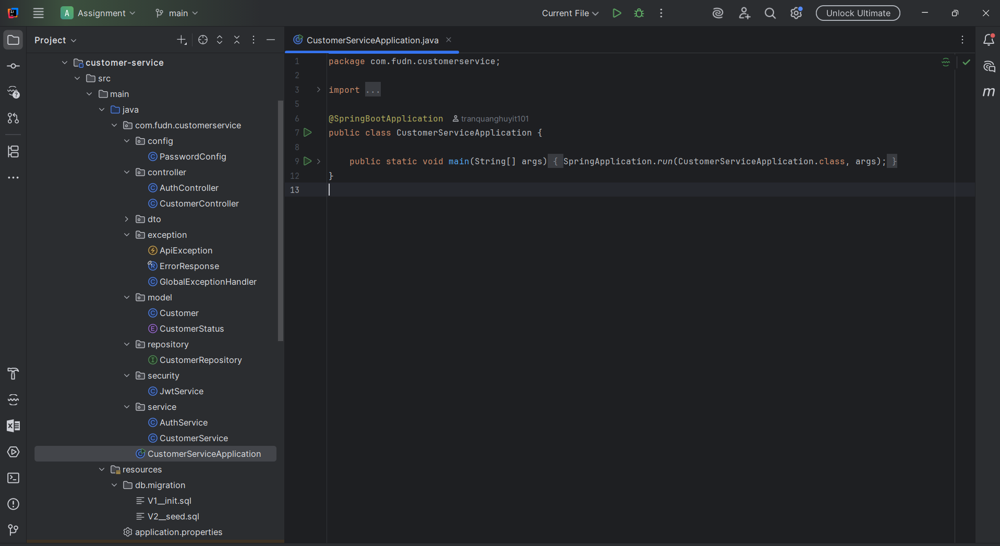 A Assignment main Current File Unlock Ultimate
Project
customer-service
src
main
java
com.fudn.customerservice
config
PasswordConfig
controller
AuthController
CustomerController
dto
exception
ApiException
ErrorResponse
GlobalExceptionHandler
model
Customer
CustomerStatus
repository
CustomerRepository
security
JwtService
service
AuthService
CustomerService
CustomerServiceApplication
resources
db.migration
V1__init.sql
V2__seed.sql
application.properties
CustomerServiceApplication.java
1 package com.fudn.customerservice;
2
3 import ...
5
6 @SpringBootApplication tranquanghuyit101
7 public class CustomerServiceApplication {
8
9 public static void main(String[] args) { SpringApplication.run(CustomerServiceApplication.class, args); }
12 }
13
m